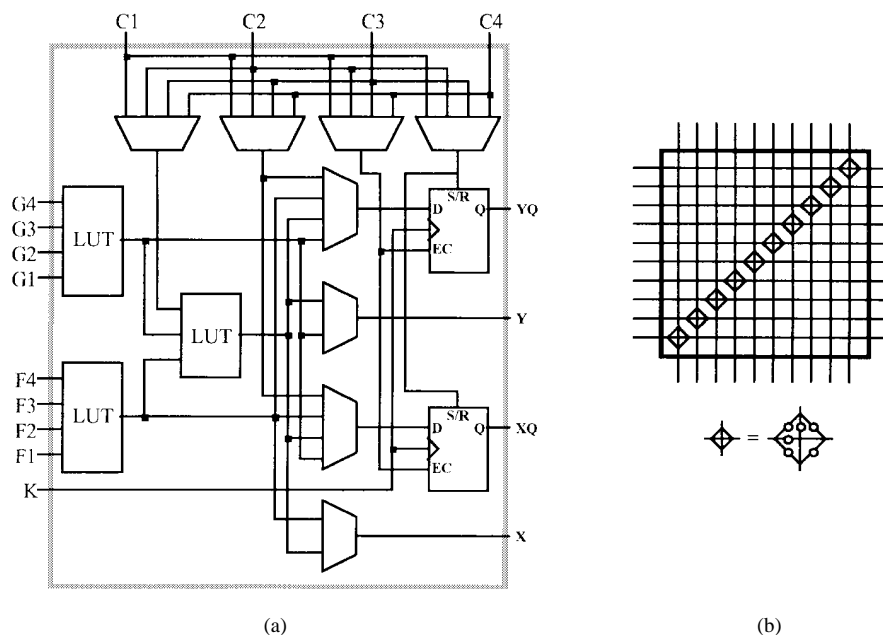 C1 C2 C3 C4
G4
G3
G2
G1
LUT
S/R
D Q YQ
EC
LUT
Y
F4
F3
F2
F1
LUT
S/R
D Q XQ
EC
K
X
=
(a) (b)